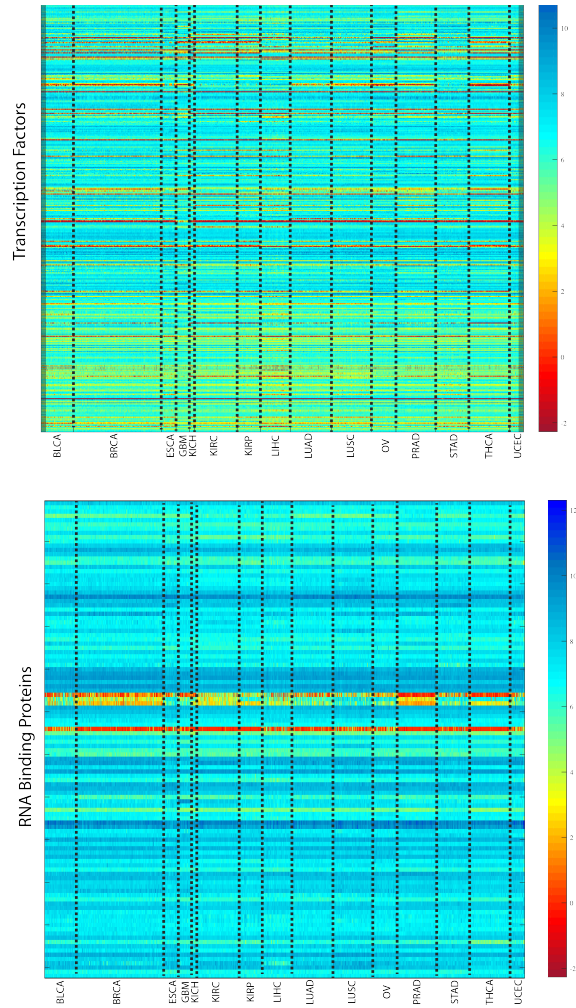 Transcription Factors
10
8
6
4
2
0
-2
BLCA
BRCA
ESCA
GBM
KICH
KIRC
KIRP
LIHC
LUAD
LUSC
OV
PRAD
STAD
THCA
UCEC
RNA Binding Proteins
12
10
8
6
4
2
0
-2
BLCA
BRCA
ESCA
GBM
KICH
KIRC
KIRP
LIHC
LUAD
LUSC
OV
PRAD
STAD
THCA
UCEC